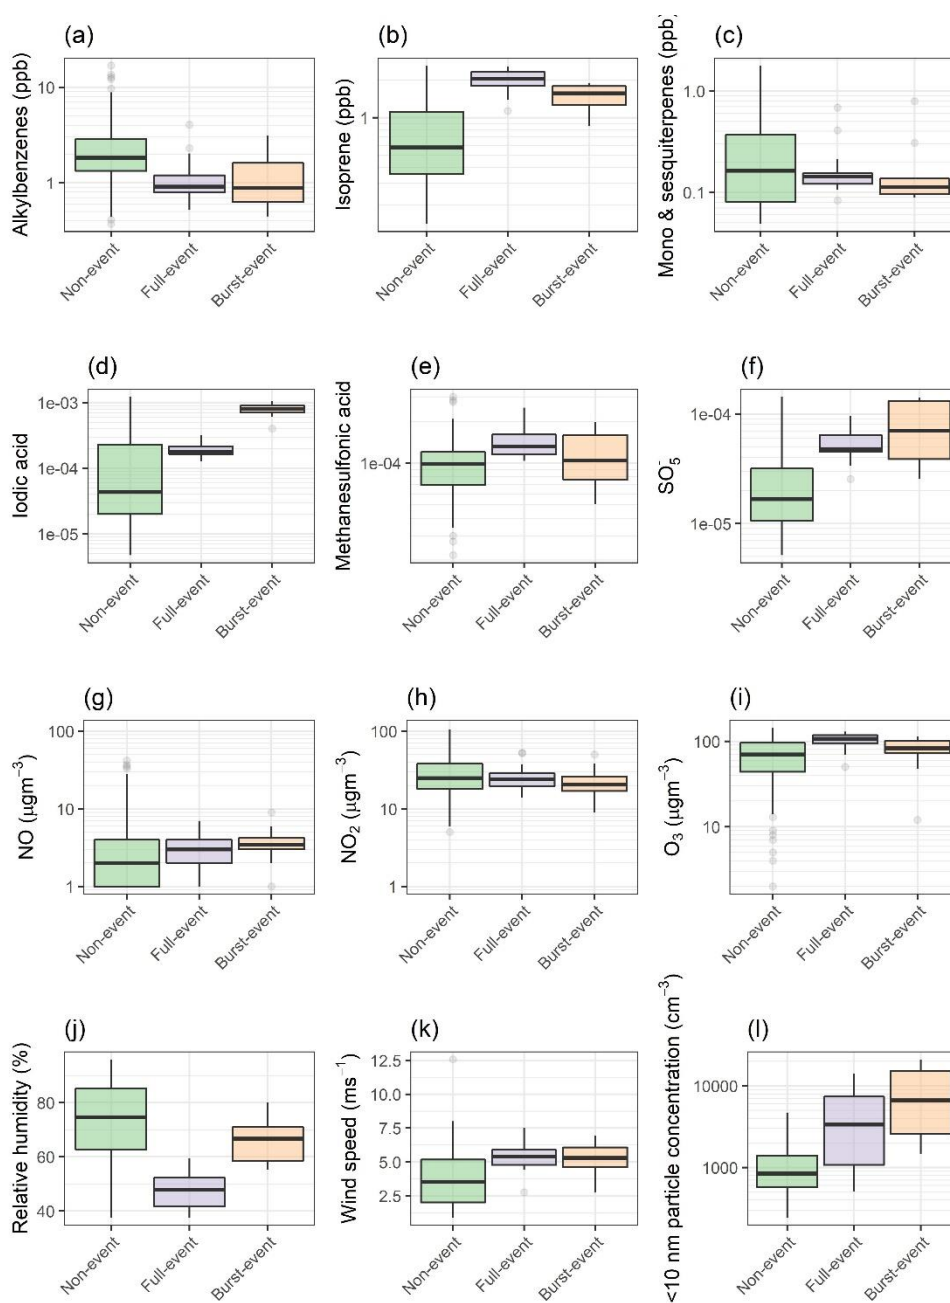 (a)
Alkylbenzenes (ppb)
10
1
Non-event
Full-event
Burst-event
(b)
Isoprene (ppb)
1
Non-event
Full-event
Burst-event
(c)
Mono & sesquiterpenes (ppb)
1.0
0.1
Non-event
Full-event
Burst-event
(d)
Iodic acid
1e-03
1e-04
1e-05
Non-event
Full-event
Burst-event
(e)
Methanesulfonic acid
1e-04
Non-event
Full-event
Burst-event
(f)
SO₅⁻
1e-04
1e-05
Non-event
Full-event
Burst-event
(g)
NO (μgm⁻³)
100
10
1
Non-event
Full-event
Burst-event
(h)
NO₂ (μgm⁻³)
100
10
1
Non-event
Full-event
Burst-event
(i)
O₃ (μgm⁻³)
100
10
Non-event
Full-event
Burst-event
(j)
Relative humidity (%)
80
60
40
Non-event
Full-event
Burst-event
(k)
Wind speed (ms⁻¹)
12.5
10.0
7.5
5.0
2.5
Non-event
Full-event
Burst-event
(l)
<10 nm particle concentration (cm⁻³)
10000
1000
Non-event
Full-event
Burst-event